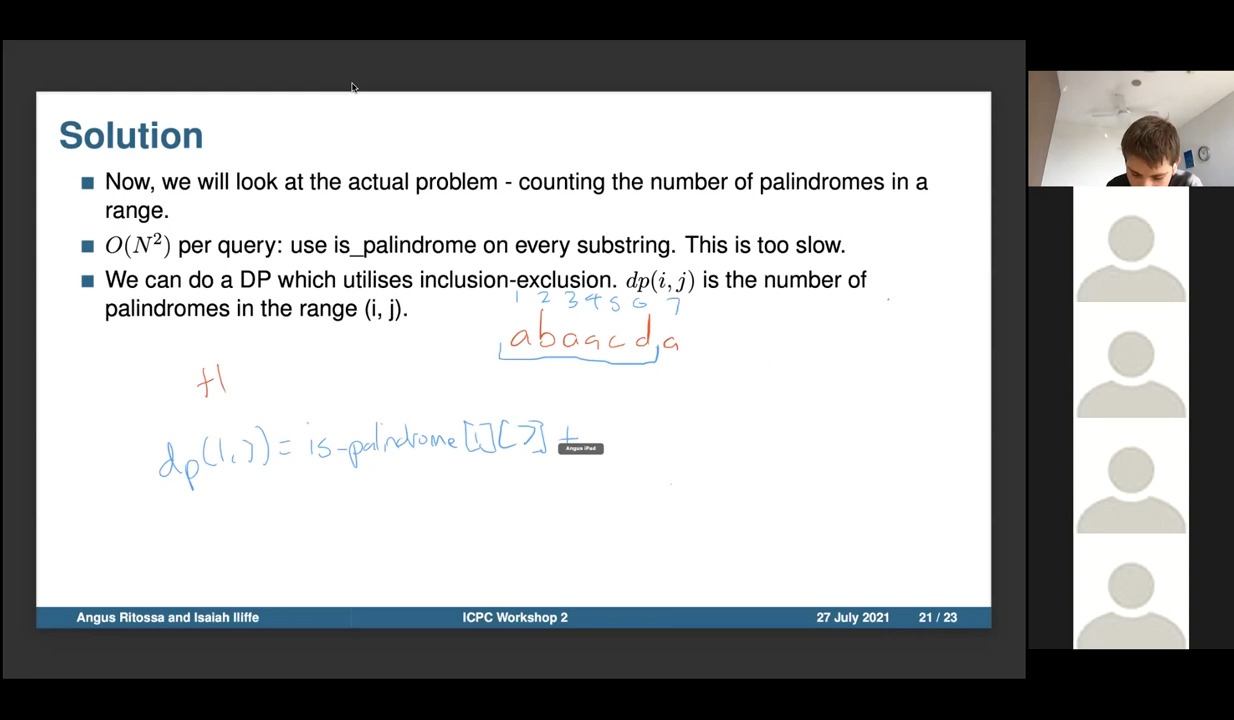 Solution
Now, we will look at the actual problem - counting the number of palindromes in a
range.
O(N²) per query: use is_palindrome on every substring. This is too slow.
We can do a DP which utilises inclusion-exclusion. dp(i, j) is the number of
palindromes in the range (i, j).
1 2 3 4 5 6 7
abaacda
+1
dp(1,7) = is-palindrome[1][7] +
Angus iPad
Angus Ritossa and Isaiah Iliffe ICPC Workshop 2 27 July 2021 21 / 23